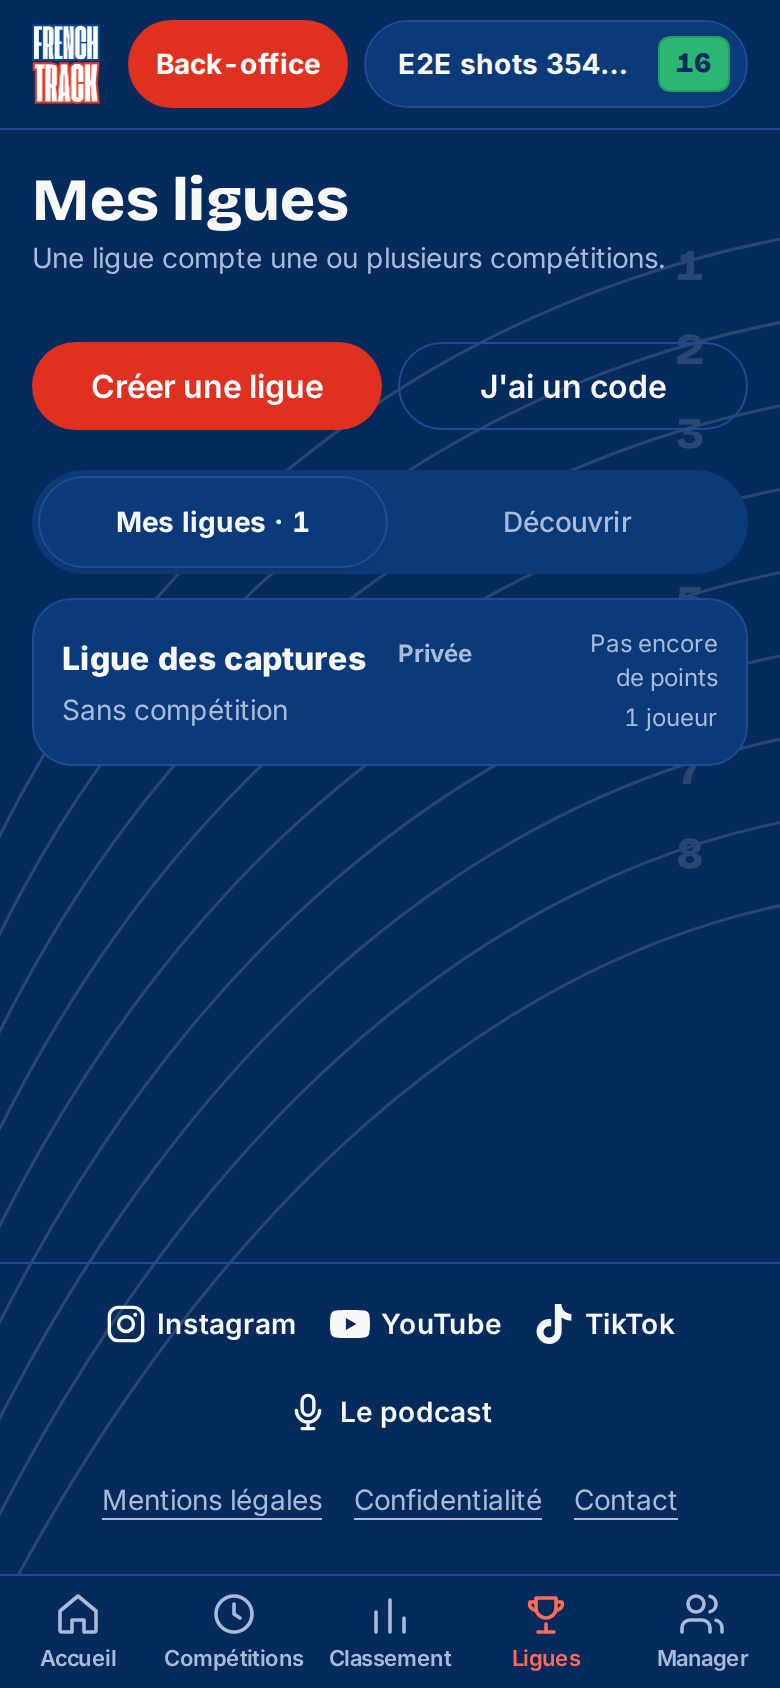 FRENCH
TRACK
Back-office
E2E shots 354...
16
Mes ligues
Une ligue compte une ou plusieurs compétitions.
1
2
Créer une ligue
J'ai un code
3
Mes ligues · 1
Découvrir
5
Ligue des captures
Privée
Pas encore
de points
Sans compétition
1 joueur
7
8
Instagram
YouTube
TikTok
Le podcast
Mentions légales
Confidentialité
Contact
Accueil
Compétitions
Classement
Ligues
Manager